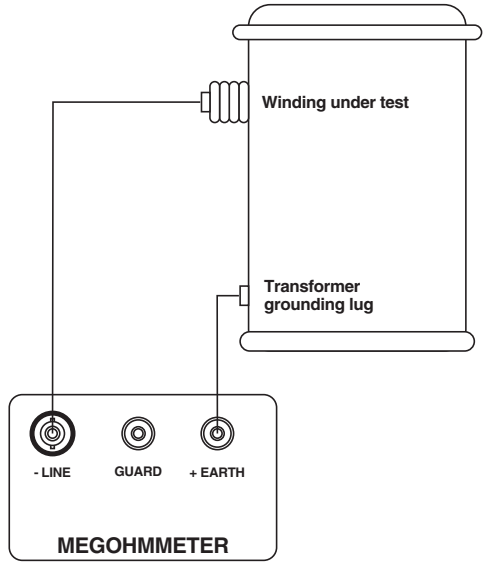 Winding under test
Transformer
grounding lug
- LINE
GUARD
+ EARTH
MEGOHMMETER